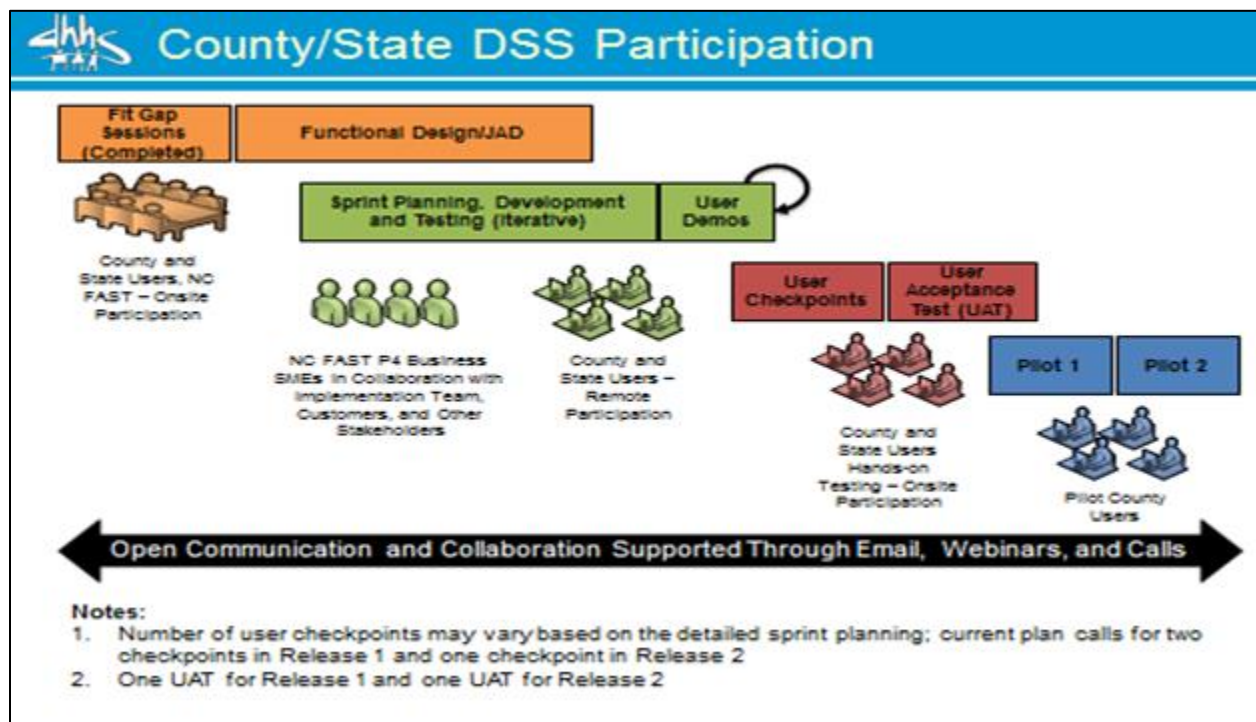 dhhs
County/State DSS Participation
Fit Gap
Sessions
(Completed)
Functional Design/JAD
Sprint Planning, Development
and Testing (Iterative)
User
Demos
County and
State Users, NC
FAST – Onsite
Participation
NC FAST P4 Business
SMEs in Collaboration with
Implementation Team,
Customers, and Other
Stakeholders
County and
State Users –
Remote
Participation
User
Checkpoints
User
Acceptance
Test (UAT)
County and
State Users
Hands-on
Testing – Onsite
Participation
Pilot 1
Pilot 2
Pilot County
Users
Open Communication and Collaboration Supported Through Email, Webinars, and Calls
Notes:
1. Number of user checkpoints may vary based on the detailed sprint planning; current plan calls for two
checkpoints in Release 1 and one checkpoint in Release 2
2. One UAT for Release 1 and one UAT for Release 2